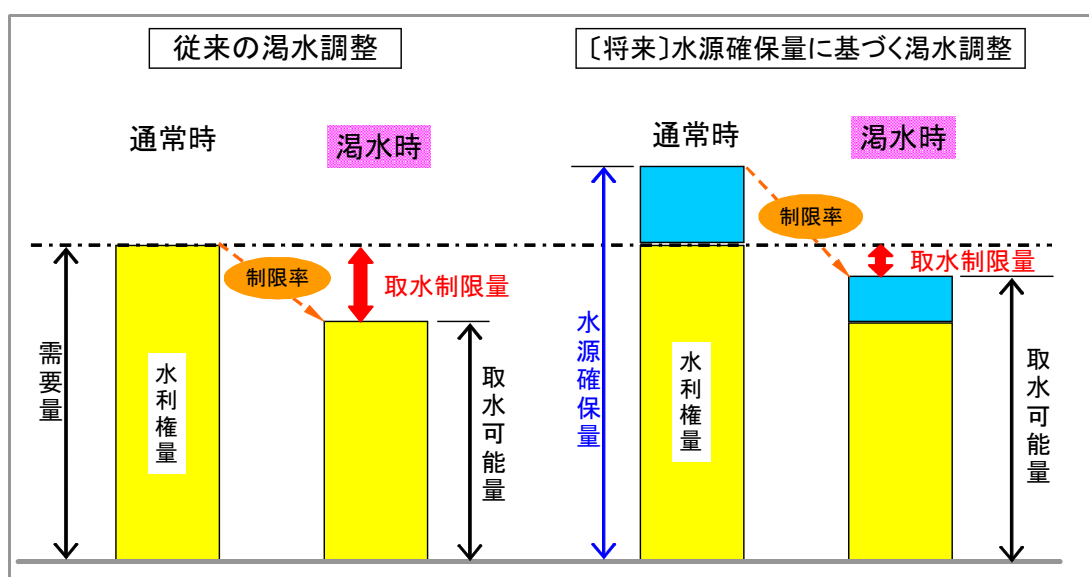 従来の渇水調整
〔将来〕水源確保量に基づく渇水調整
通常時
渇水時
通常時
渇水時
制限率
取水制限量
制限率
取水制限量
需要量
水利権量
取水可能量
水源確保量
水利権量
取水可能量